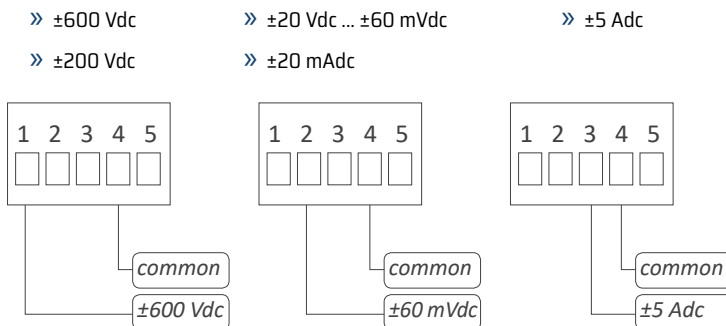 » ±600 Vdc » ±20 Vdc ... ±60 mVdc » ±5 Adc
» ±200 Vdc » ±20 mAdc
1 2 3 4 5 1 2 3 4 5 1 2 3 4 5
common common common
±600 Vdc ±60 mVdc ±5 Adc